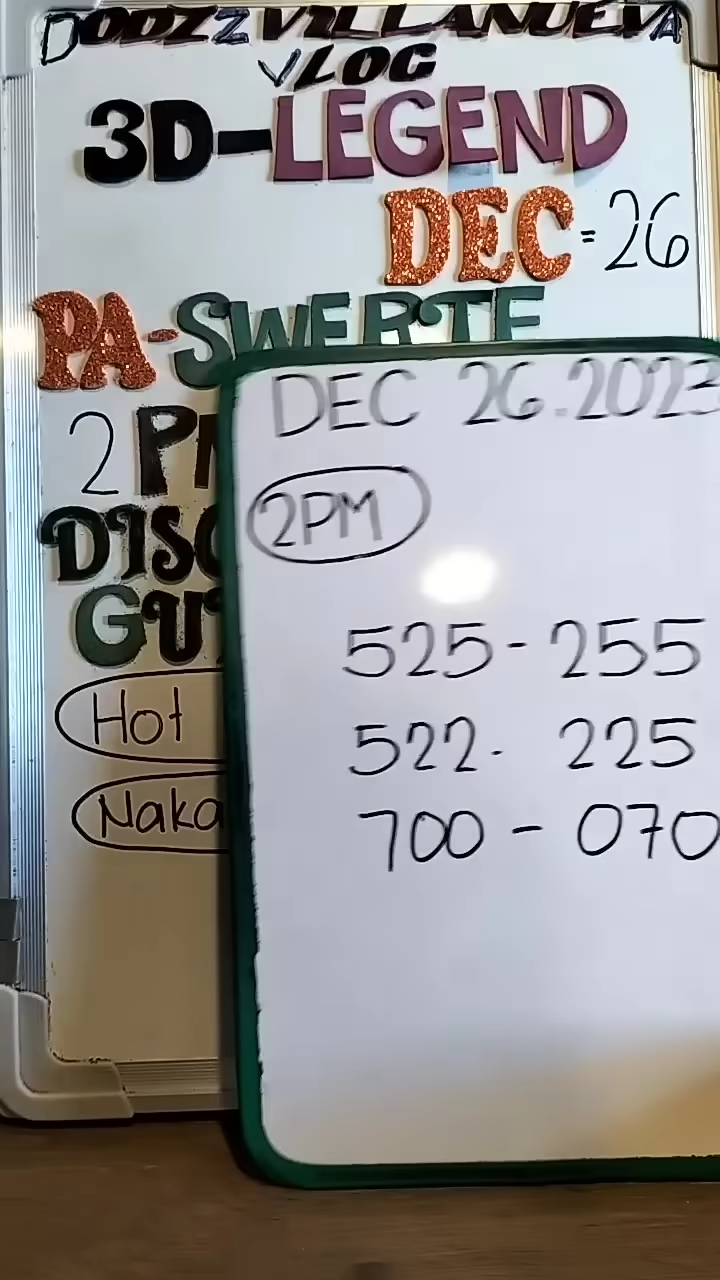 DODZZ VILLANUEVA
VLOG
3D-LEGEND
DEC=26
PA-SWERTE
2
Hot
DEC 26.2023
2PM
525-255
522- 225
700-070